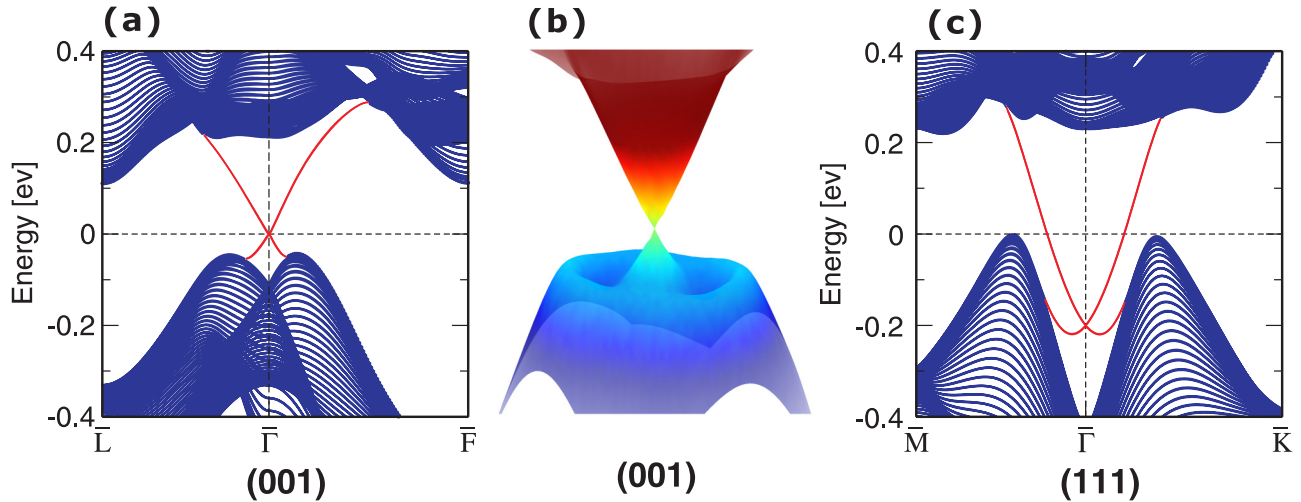 (a)
(b)
(c)
Energy [ev]
0.4
0.2
0
-0.2
-0.4
L̅
Γ̅
F̅
(001)
(001)
Energy [eV]
0.4
0.2
0
-0.2
-0.4
M̅
Γ̅
K̅
(111)